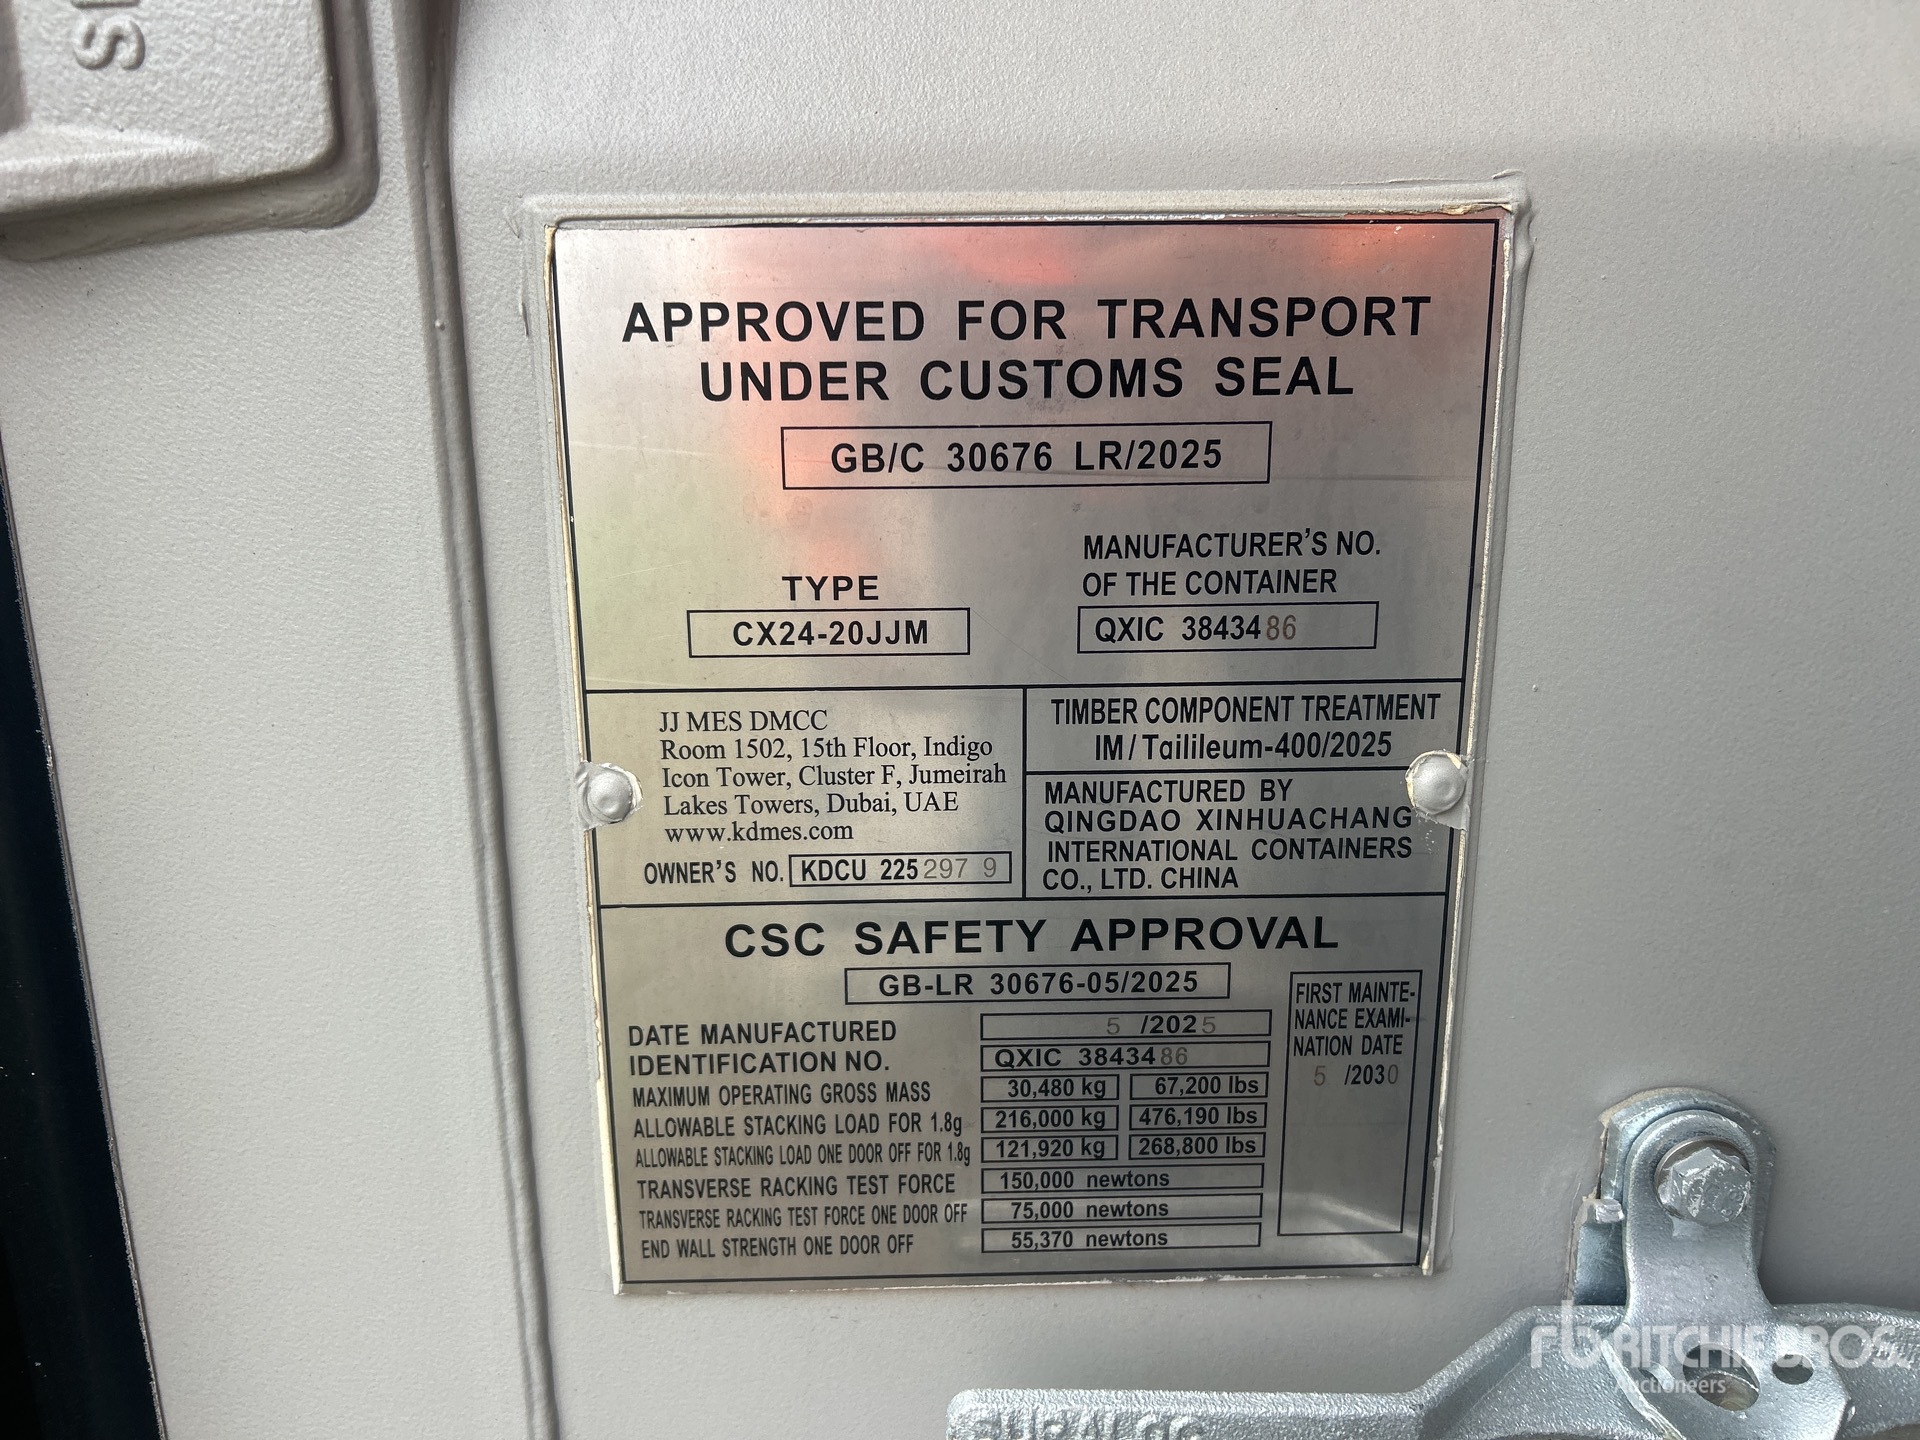 APPROVED FOR TRANSPORT
UNDER CUSTOMS SEAL
GB/C 30676 LR/2025
TYPE
CX24-20JJM
MANUFACTURER'S NO.
OF THE CONTAINER
QXIC 3843486
JJ MES DMCC
Room 1502, 15th Floor, Indigo
Icon Tower, Cluster F, Jumeirah
Lakes Towers, Dubai, UAE
www.kdmes.com
OWNER'S NO. KDCU 225297 9
TIMBER COMPONENT TREATMENT
IM / Tailileum-400/2025
MANUFACTURED BY
QINGDAO XINHUACHANG
INTERNATIONAL CONTAINERS
CO., LTD. CHINA
CSC SAFETY APPROVAL
GB-LR 30676-05/2025
DATE MANUFACTURED 5 /2025
IDENTIFICATION NO. QXIC 3843486
MAXIMUM OPERATING GROSS MASS 30,480 kg 67,200 lbs
ALLOWABLE STACKING LOAD FOR 1.8g 216,000 kg 476,190 lbs
ALLOWABLE STACKING LOAD ONE DOOR OFF FOR 1.8g 121,920 kg 268,800 lbs
TRANSVERSE RACKING TEST FORCE 150,000 newtons
TRANSVERSE RACKING TEST FORCE ONE DOOR OFF 75,000 newtons
END WALL STRENGTH ONE DOOR OFF 55,370 newtons
FIRST MAINTE-
NANCE EXAMI-
NATION DATE
5 /2030
rb RITCHIE BROS.
Auctioneers